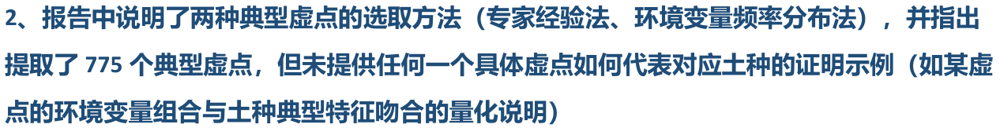 2、报告中说明了两种典型虚点的选取方法（专家经验法、环境变量频率分布法），并指出
提取了 775 个典型虚点，但未提供任何一个具体虚点如何代表对应土种的证明示例（如某虚
点的环境变量组合与土种典型特征吻合的量化说明）